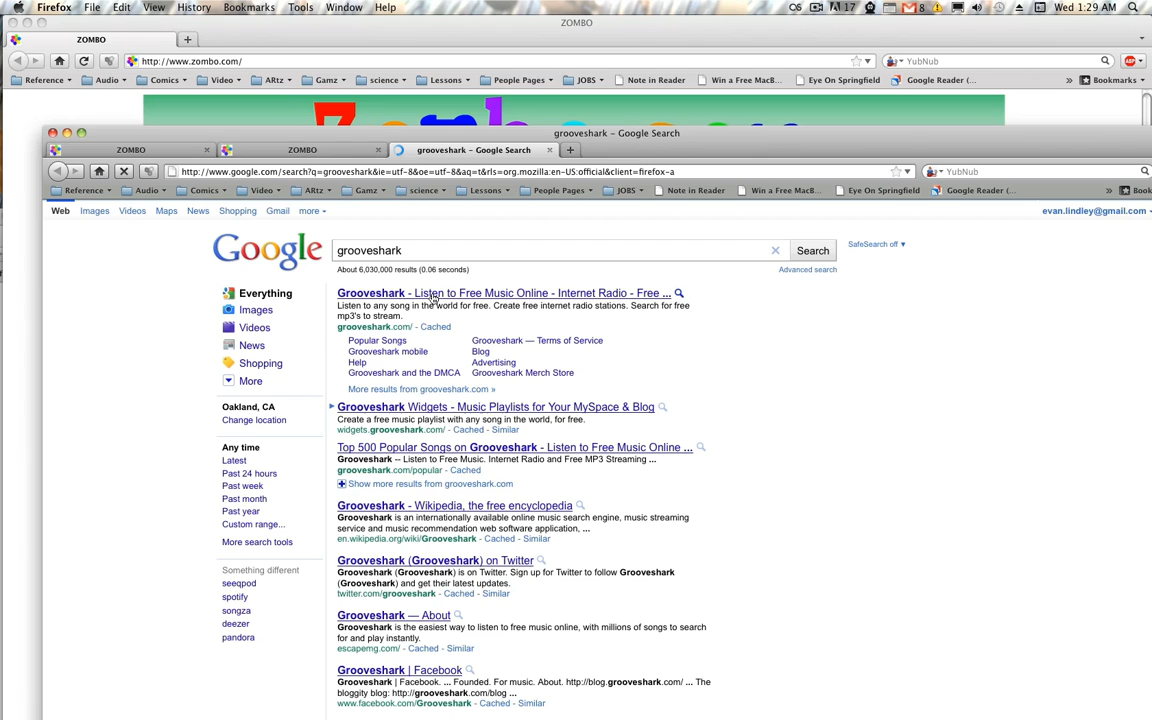 Firefox File Edit View History Bookmarks Tools Window Help 17 8 Wed 1:29 AM
ZOMBO
ZOMBO
http://www.zombo.com/ YubNub ABP
Reference Audio Comics Video ARtz Gamz science Lessons People Pages JOBS Note in Reader Win a Free MacB... Eye On Springfield Google Reader (... » Bookmarks
grooveshark – Google Search
ZOMBO ZOMBO grooveshark – Google Search
http://www.google.com/search?q=grooveshark&ie=utf-8&oe=utf-8&aq=t&rls=org.mozilla:en-US:official&client=firefox-a YubNub
Reference Audio Comics Video ARtz Gamz science Lessons People Pages JOBS Note in Reader Win a Free MacB... Eye On Springfield Google Reader (... » Book
Web Images Videos Maps News Shopping Gmail more evan.lindley@gmail.com
Google grooveshark Search SafeSearch off
About 6,030,000 results (0.06 seconds) Advanced search
Everything
Images
Videos
News
Shopping
More
Oakland, CA
Change location
Any time
Latest
Past 24 hours
Past week
Past month
Past year
Custom range...
More search tools
Something different
seeqpod
spotify
songza
deezer
pandora
Grooveshark - Listen to Free Music Online - Internet Radio - Free ...
Listen to any song in the world for free. Create free internet radio stations. Search for free
mp3's to stream.
grooveshark.com/ - Cached
Popular Songs Grooveshark — Terms of Service
Grooveshark mobile Blog
Help Advertising
Grooveshark and the DMCA Grooveshark Merch Store
More results from grooveshark.com »
Grooveshark Widgets - Music Playlists for Your MySpace & Blog
Create a free music playlist with any song in the world, for free.
widgets.grooveshark.com/ - Cached - Similar
Top 500 Popular Songs on Grooveshark - Listen to Free Music Online ...
Grooveshark -- Listen to Free Music. Internet Radio and Free MP3 Streaming ...
grooveshark.com/popular - Cached
Show more results from grooveshark.com
Grooveshark - Wikipedia, the free encyclopedia
Grooveshark is an internationally available online music search engine, music streaming
service and music recommendation web software application, ...
en.wikipedia.org/wiki/Grooveshark - Cached - Similar
Grooveshark (Grooveshark) on Twitter
Grooveshark (Grooveshark) is on Twitter. Sign up for Twitter to follow Grooveshark
(Grooveshark) and get their latest updates.
twitter.com/grooveshark - Cached - Similar
Grooveshark — About
Grooveshark is the easiest way to listen to free music online, with millions of songs to search
for and play instantly.
escapemg.com/ - Cached - Similar
Grooveshark | Facebook
Grooveshark | Facebook. ... Founded. For music. About. http://blog.grooveshark.com/ ... The
bloggity blog: http://grooveshark.com/blog ...
www.facebook.com/Grooveshark - Cached - Similar